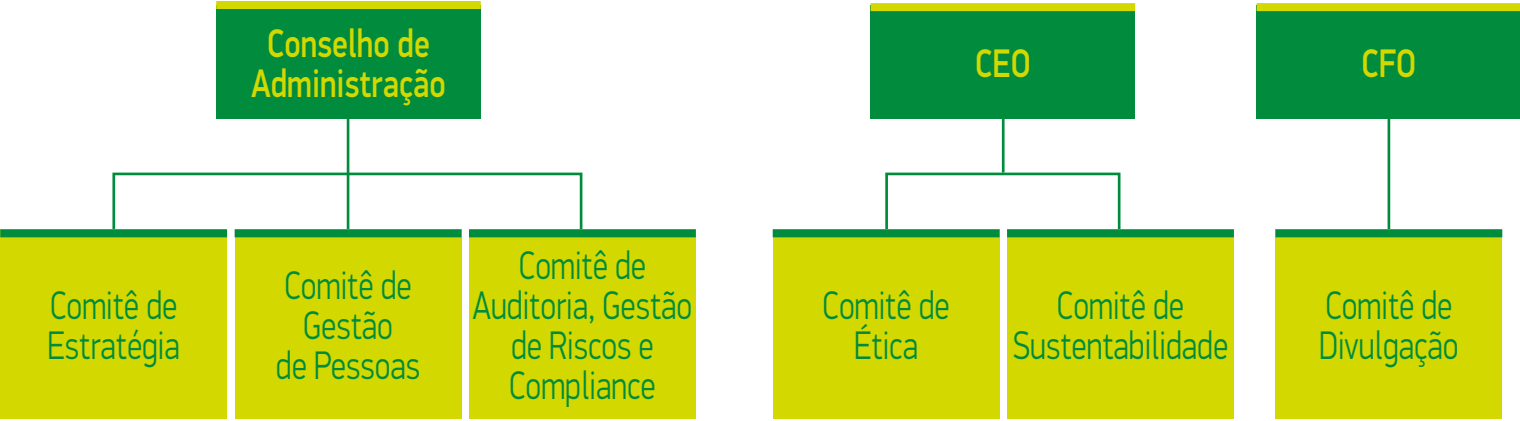 Conselho de
Administração
CEO
CFO
Comitê de
Estratégia
Comitê de
Gestão
de Pessoas
Comitê de
Auditoria, Gestão
de Riscos e
Compliance
Comitê de
Ética
Comitê de
Sustentabilidade
Comitê de
Divulgação